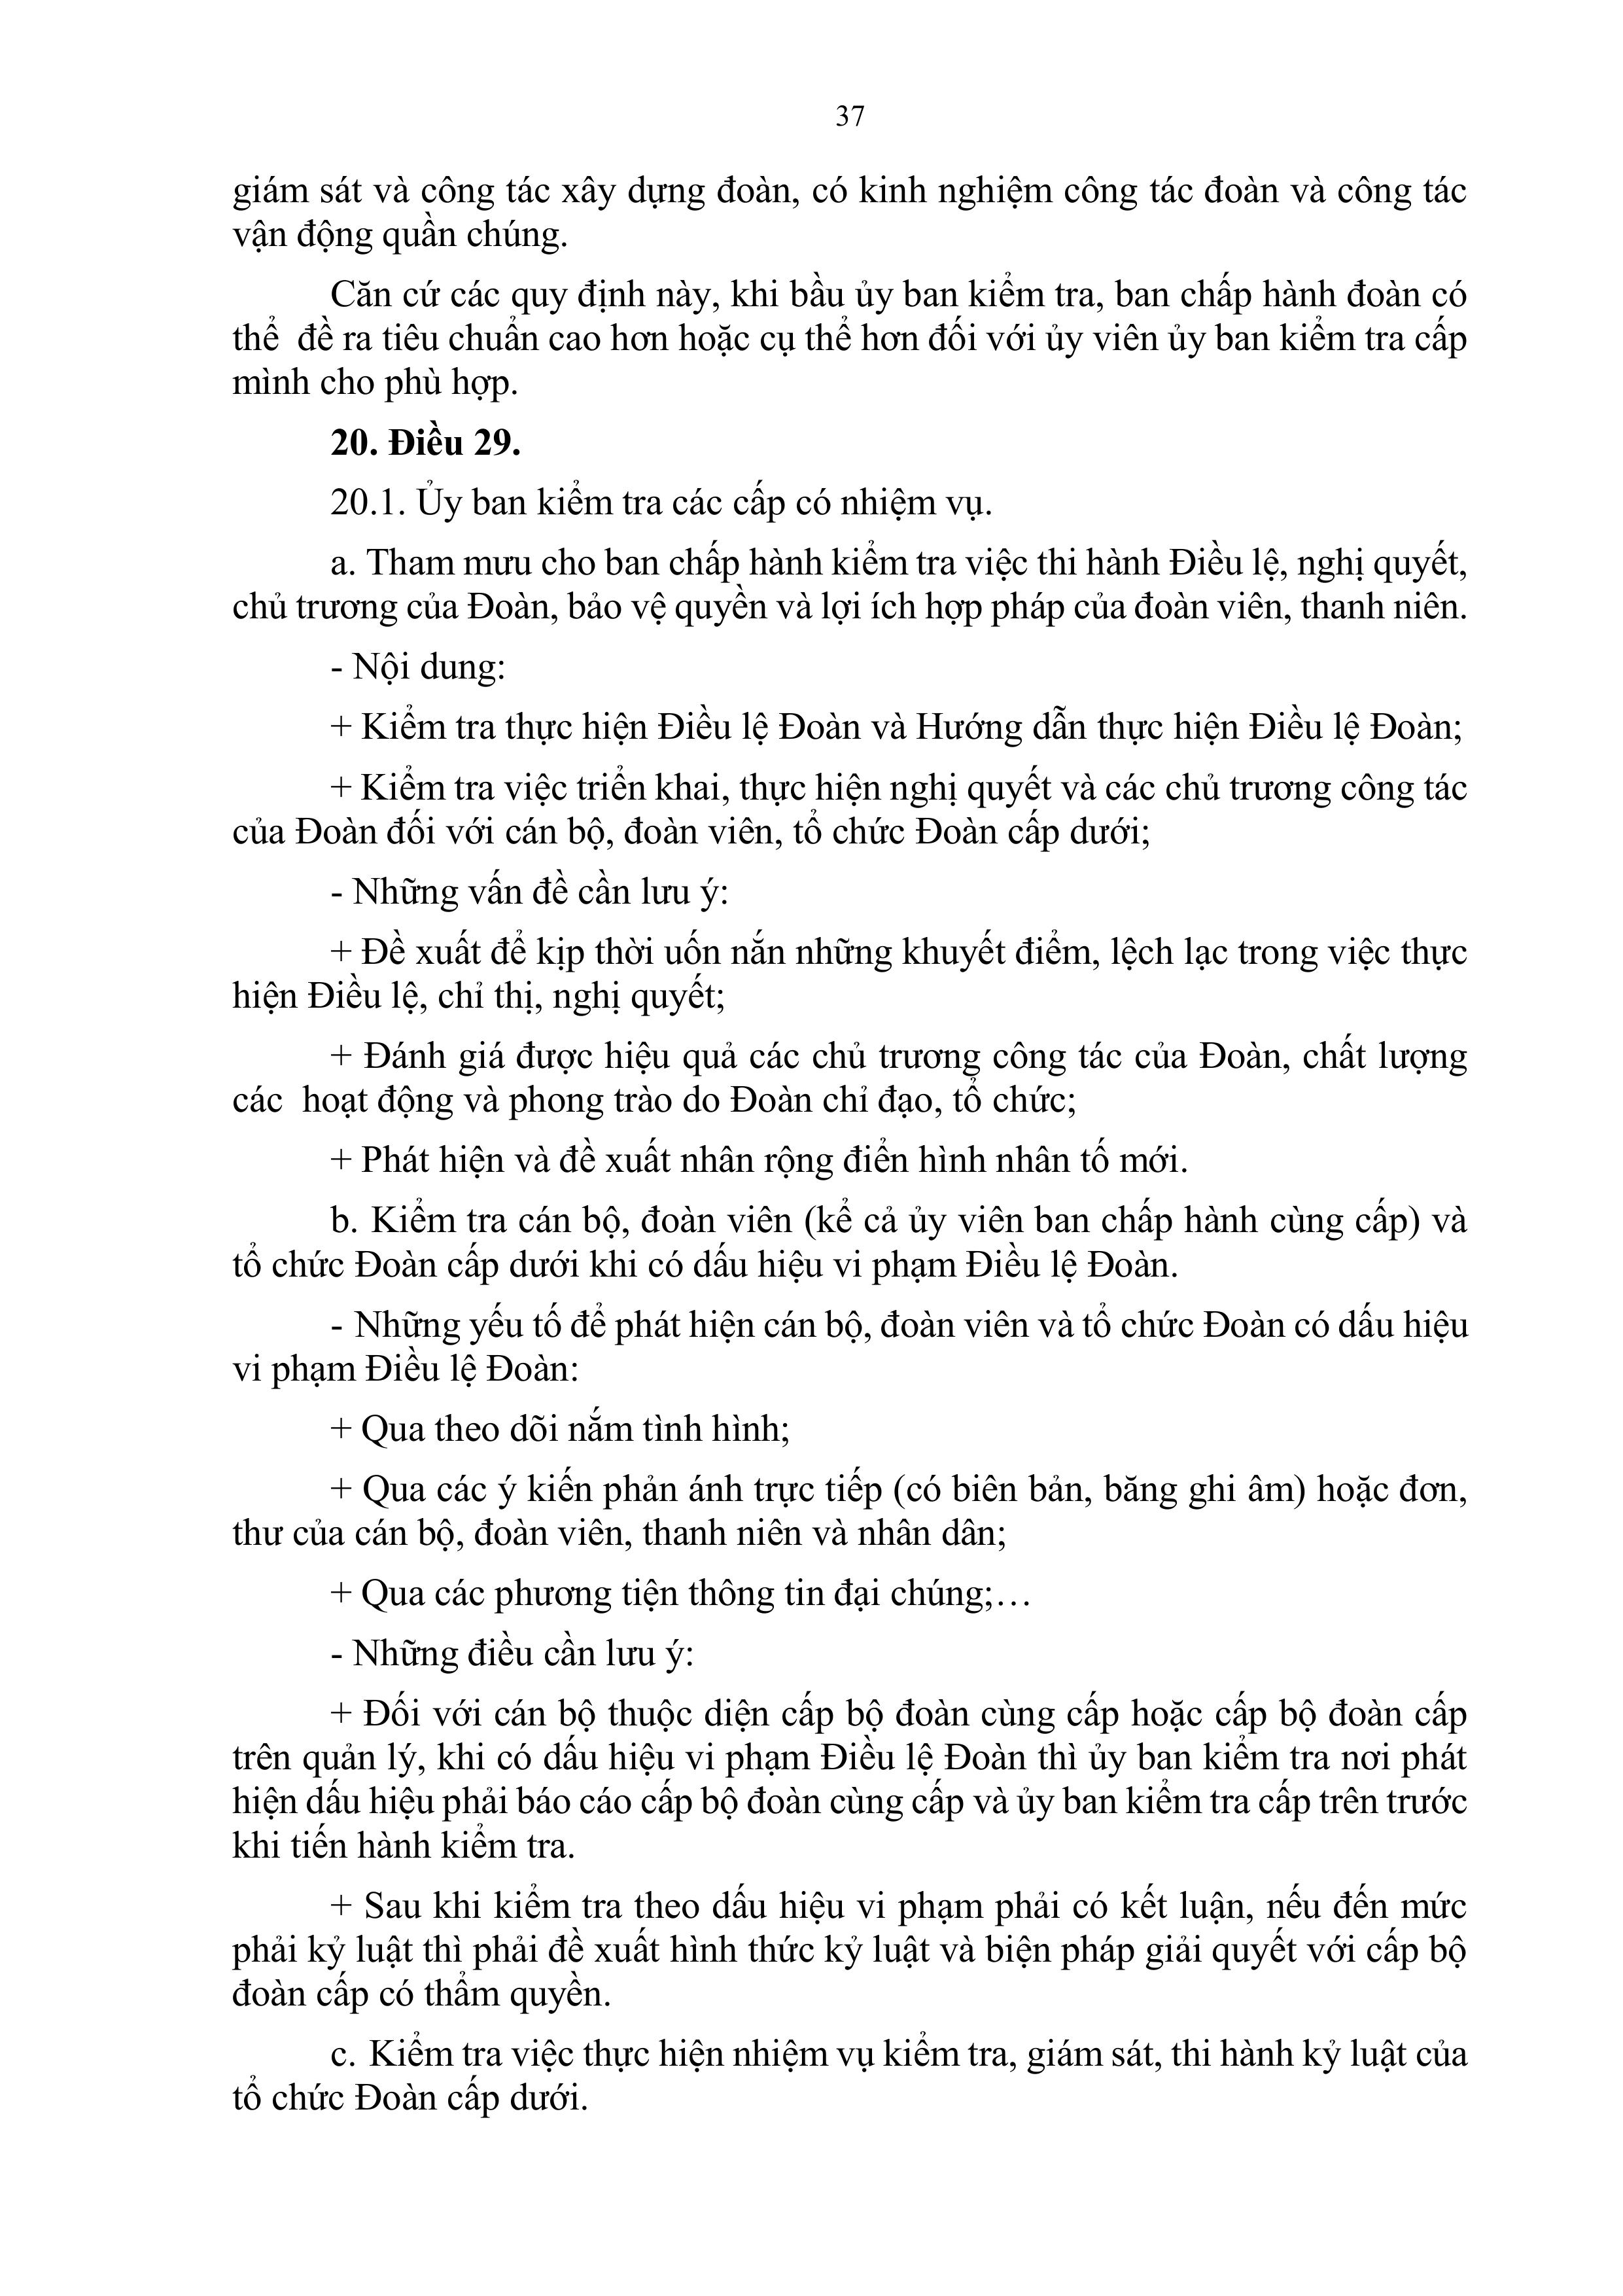 37
giám sát và công tác xây dựng đoàn, có kinh nghiệm công tác đoàn và công tác
vận động quần chúng.
Căn cứ các quy định này, khi bầu ủy ban kiểm tra, ban chấp hành đoàn có
thể đề ra tiêu chuẩn cao hơn hoặc cụ thể hơn đối với ủy viên ủy ban kiểm tra cấp
mình cho phù hợp.
20. Điều 29.
20.1. Ủy ban kiểm tra các cấp có nhiệm vụ.
a. Tham mưu cho ban chấp hành kiểm tra việc thi hành Điều lệ, nghị quyết,
chủ trương của Đoàn, bảo vệ quyền và lợi ích hợp pháp của đoàn viên, thanh niên.
- Nội dung:
+ Kiểm tra thực hiện Điều lệ Đoàn và Hướng dẫn thực hiện Điều lệ Đoàn;
+ Kiểm tra việc triển khai, thực hiện nghị quyết và các chủ trương công tác
của Đoàn đối với cán bộ, đoàn viên, tổ chức Đoàn cấp dưới;
- Những vấn đề cần lưu ý:
+ Đề xuất để kịp thời uốn nắn những khuyết điểm, lệch lạc trong việc thực
hiện Điều lệ, chỉ thị, nghị quyết;
+ Đánh giá được hiệu quả các chủ trương công tác của Đoàn, chất lượng
các hoạt động và phong trào do Đoàn chỉ đạo, tổ chức;
+ Phát hiện và đề xuất nhân rộng điển hình nhân tố mới.
b. Kiểm tra cán bộ, đoàn viên (kể cả ủy viên ban chấp hành cùng cấp) và
tổ chức Đoàn cấp dưới khi có dấu hiệu vi phạm Điều lệ Đoàn.
- Những yếu tố để phát hiện cán bộ, đoàn viên và tổ chức Đoàn có dấu hiệu
vi phạm Điều lệ Đoàn:
+ Qua theo dõi nắm tình hình;
+ Qua các ý kiến phản ánh trực tiếp (có biên bản, băng ghi âm) hoặc đơn,
thư của cán bộ, đoàn viên, thanh niên và nhân dân;
+ Qua các phương tiện thông tin đại chúng;…
- Những điều cần lưu ý:
+ Đối với cán bộ thuộc diện cấp bộ đoàn cùng cấp hoặc cấp bộ đoàn cấp
trên quản lý, khi có dấu hiệu vi phạm Điều lệ Đoàn thì ủy ban kiểm tra nơi phát
hiện dấu hiệu phải báo cáo cấp bộ đoàn cùng cấp và ủy ban kiểm tra cấp trên trước
khi tiến hành kiểm tra.
+ Sau khi kiểm tra theo dấu hiệu vi phạm phải có kết luận, nếu đến mức
phải kỷ luật thì phải đề xuất hình thức kỷ luật và biện pháp giải quyết với cấp bộ
đoàn cấp có thẩm quyền.
c. Kiểm tra việc thực hiện nhiệm vụ kiểm tra, giám sát, thi hành kỷ luật của
tổ chức Đoàn cấp dưới.